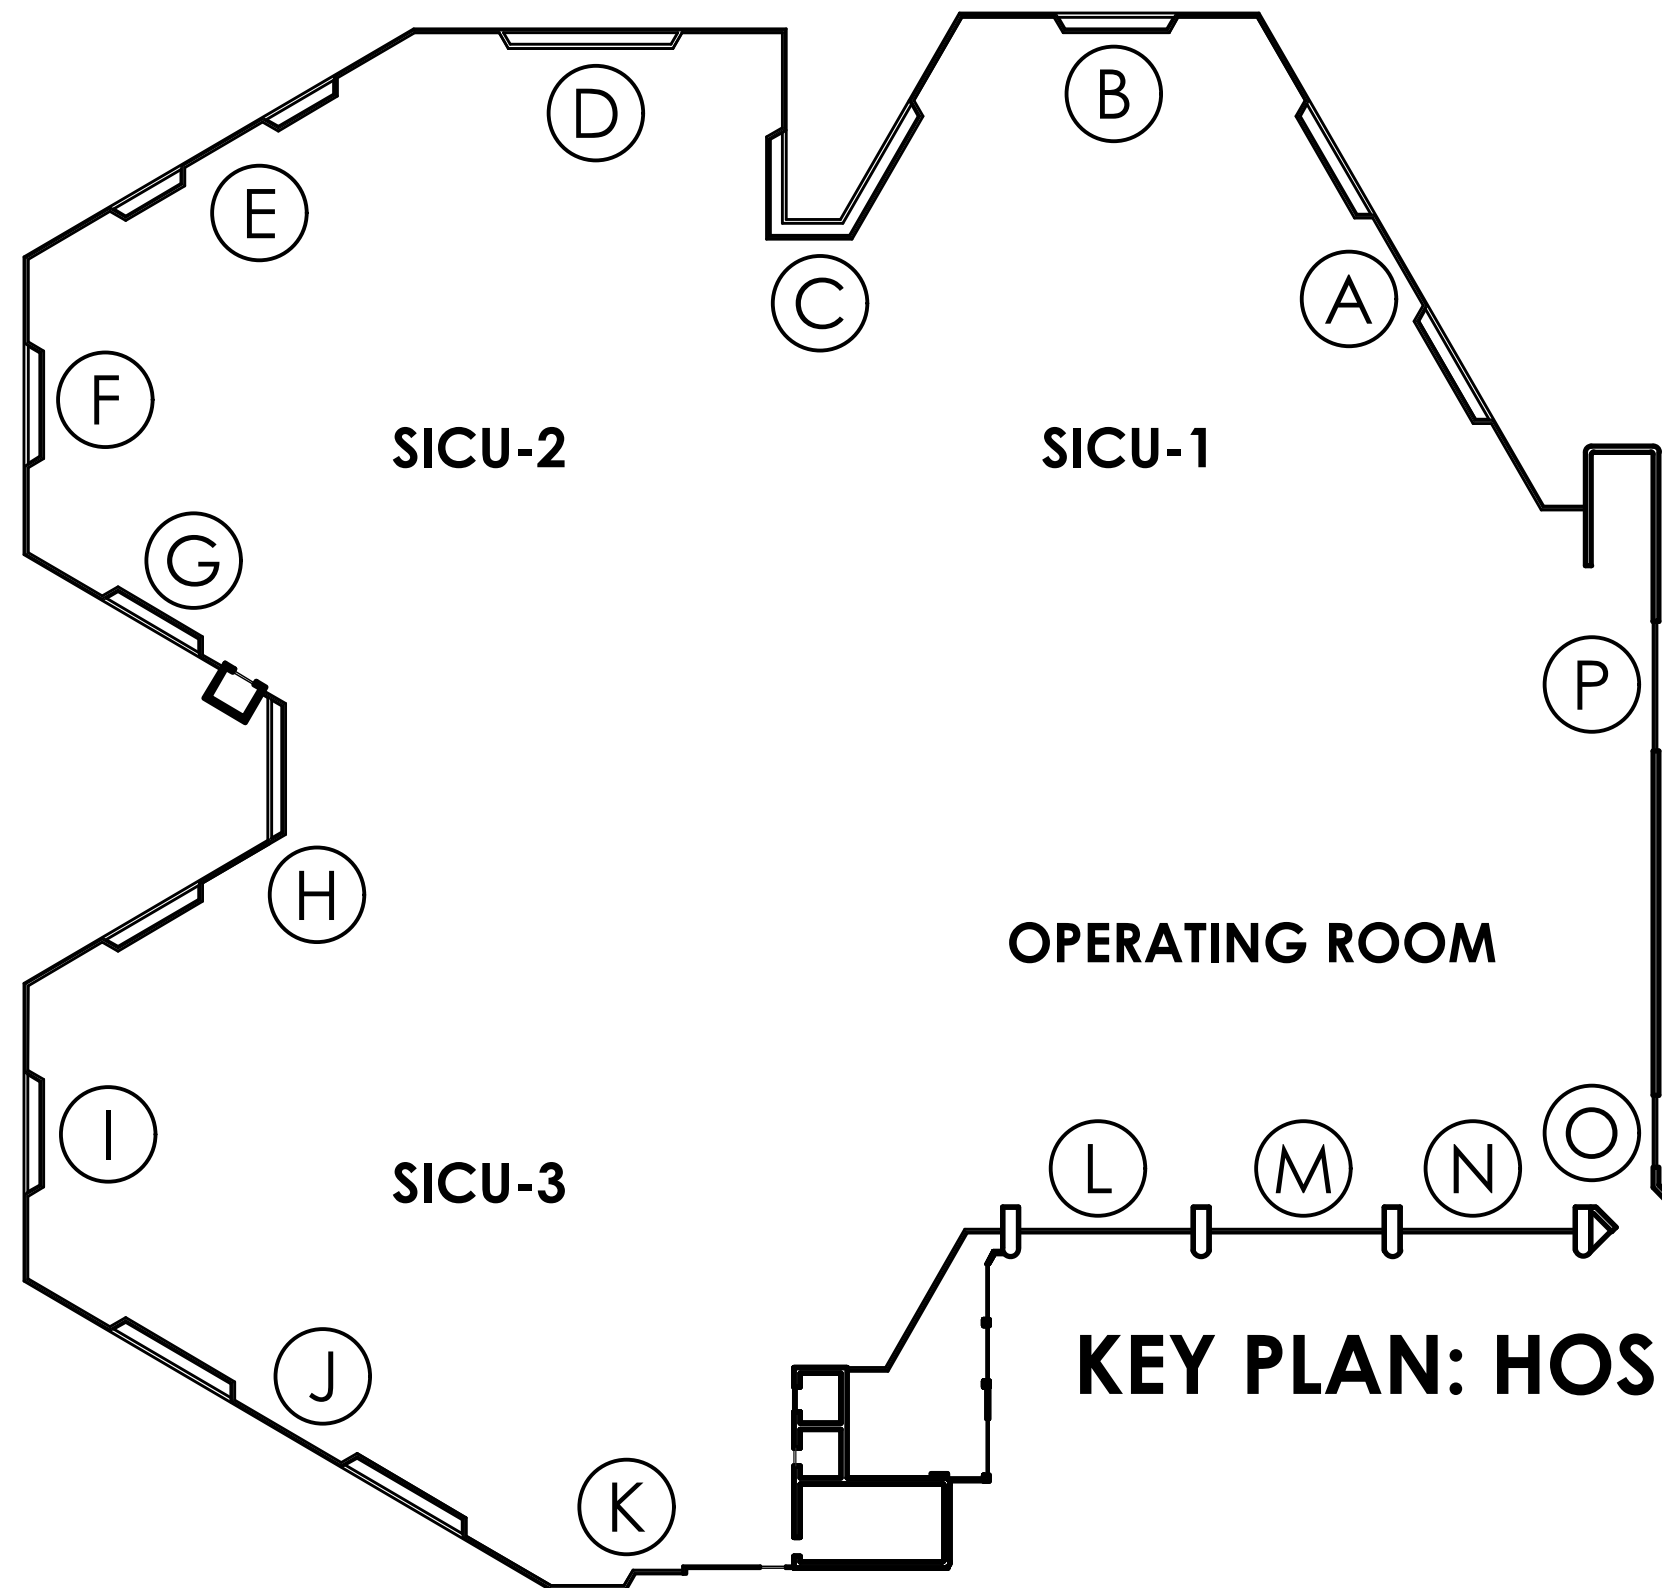 B
D
E
A
C
F
SICU-2
SICU-1
G
P
H
OPERATING ROOM
O
I
L
M
N
SICU-3
J
KEY PLAN: HOS
K